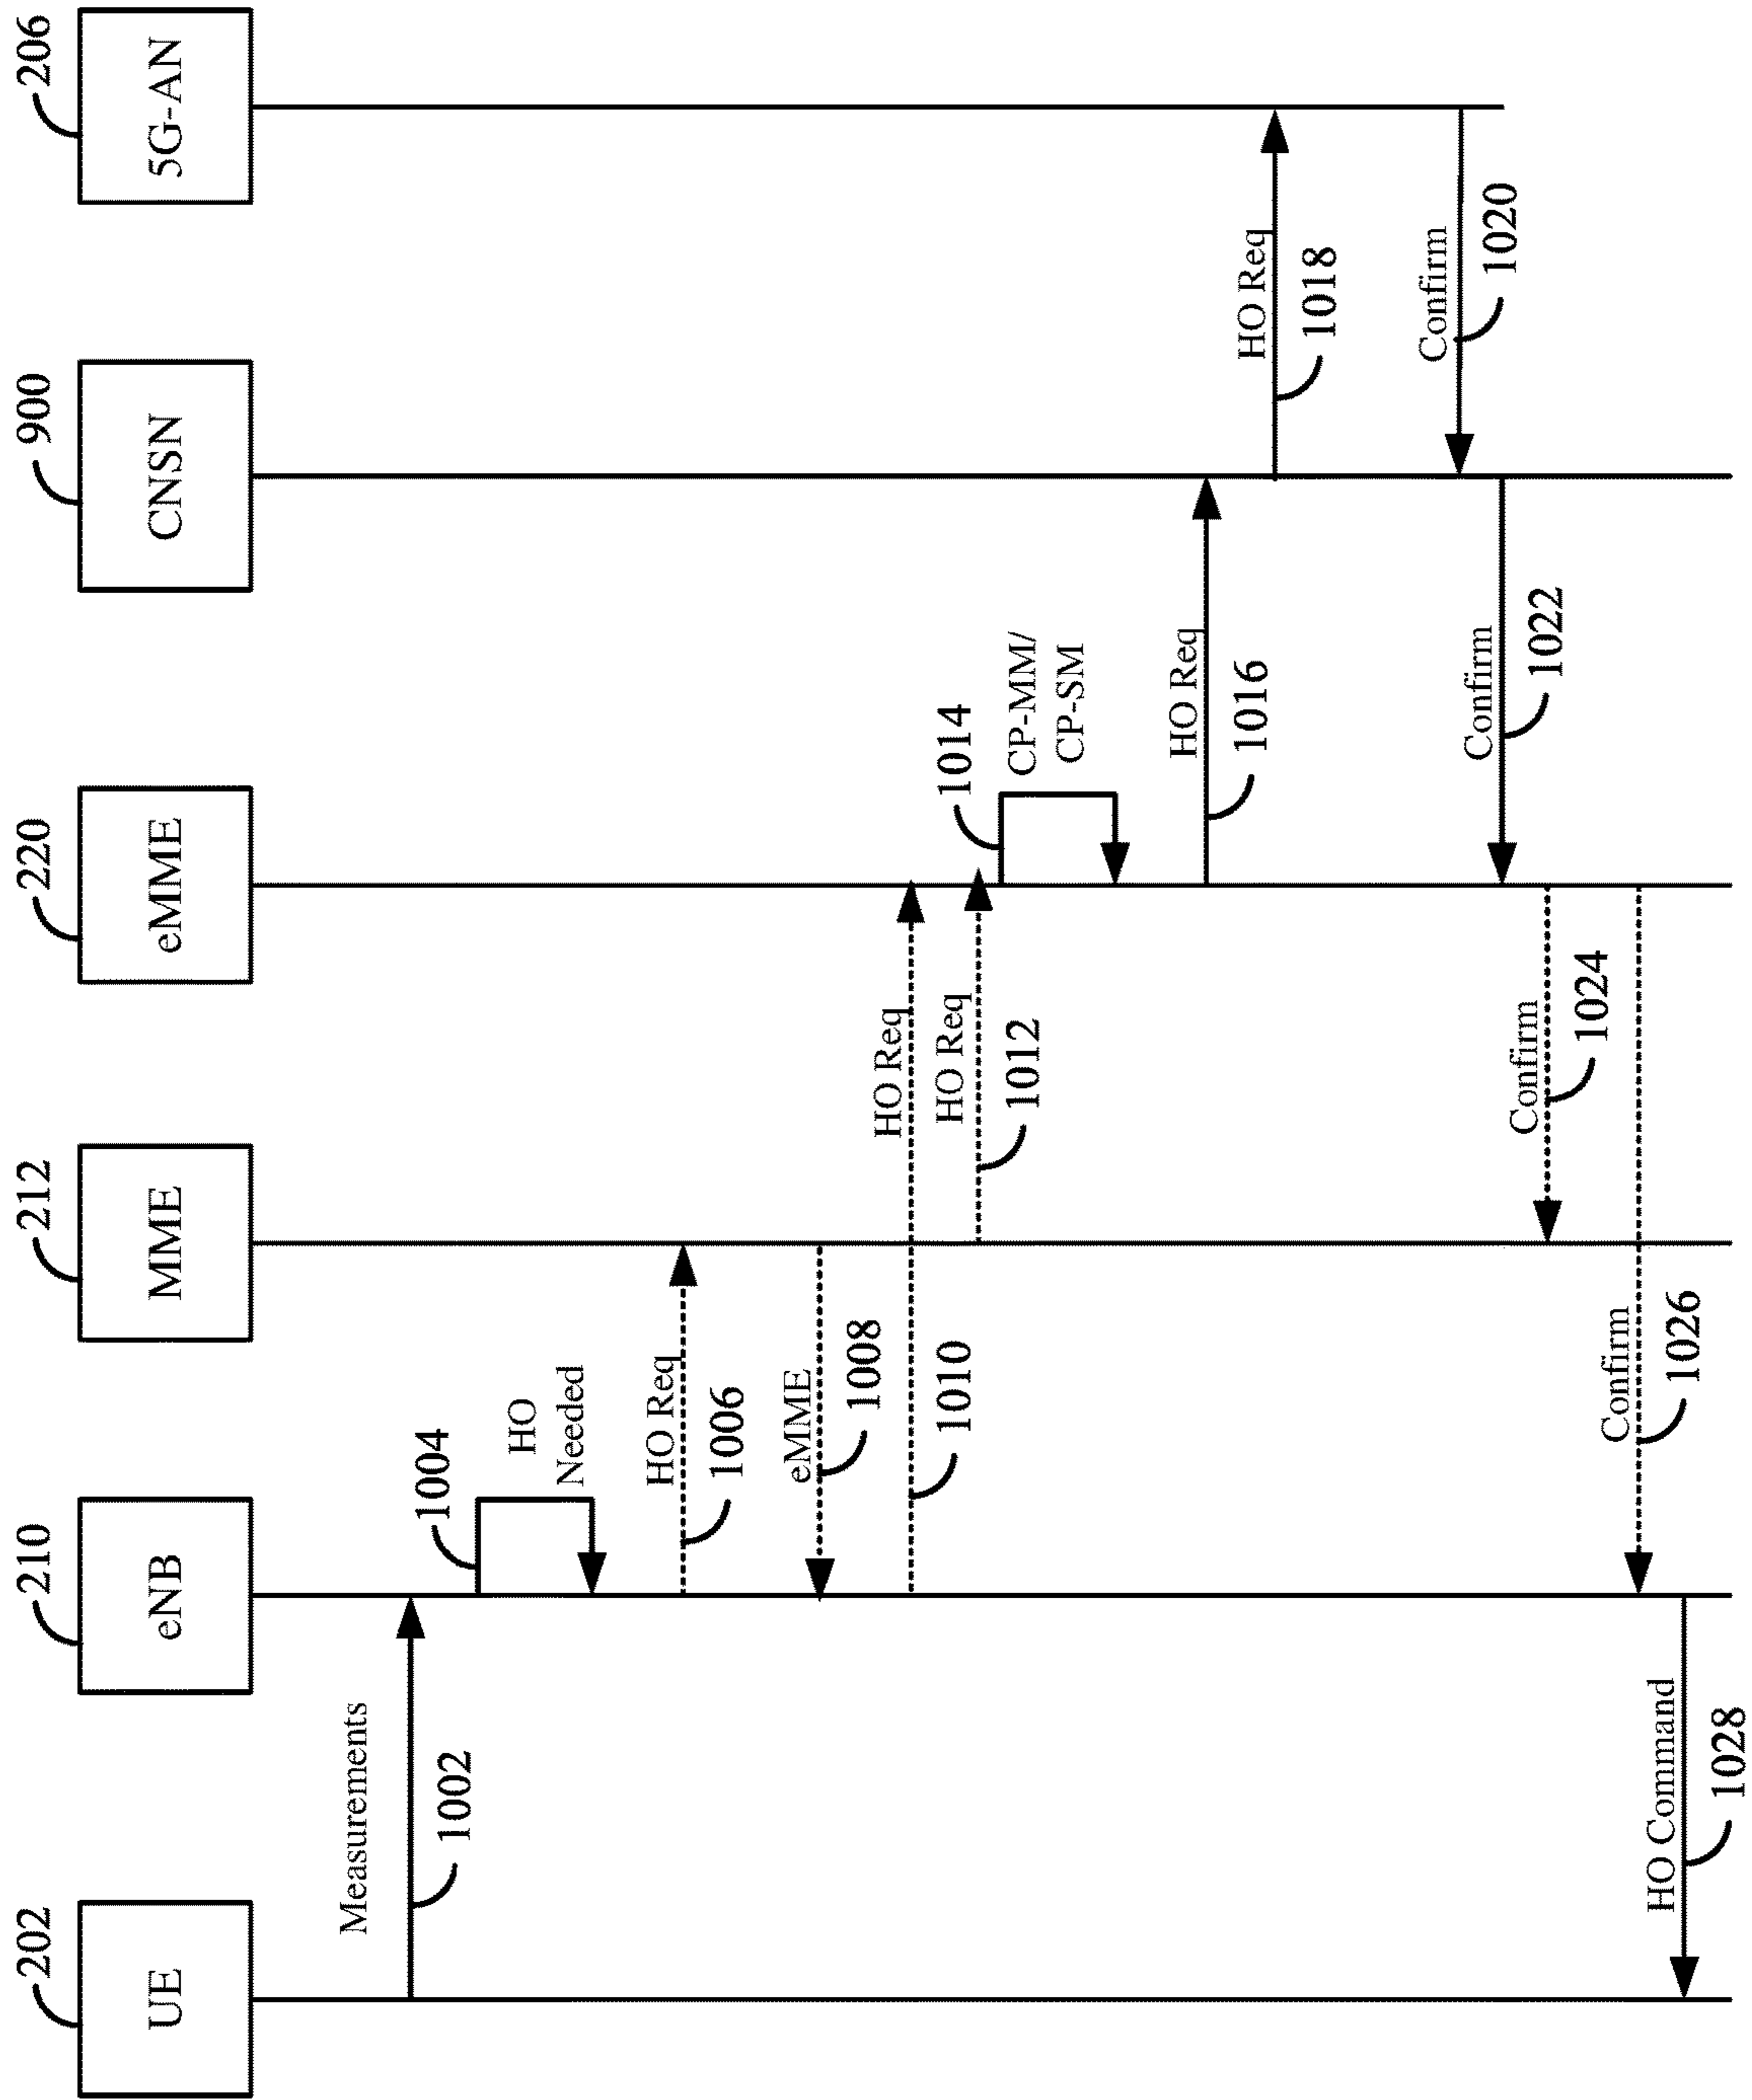 202
UE
210
eNB
212
MME
220
eMME
900
CNSN
206
5G-AN
Measurements
1002
1004
HO
Needed
HO Req
1006
eMME
1008
HO Req
1010
HO Req
1012
1014
CP-MM/
CP-SM
HO Req
1016
HO Req
1018
Confirm
1020
Confirm
1022
Confirm
1024
Confirm
1026
HO Command
1028